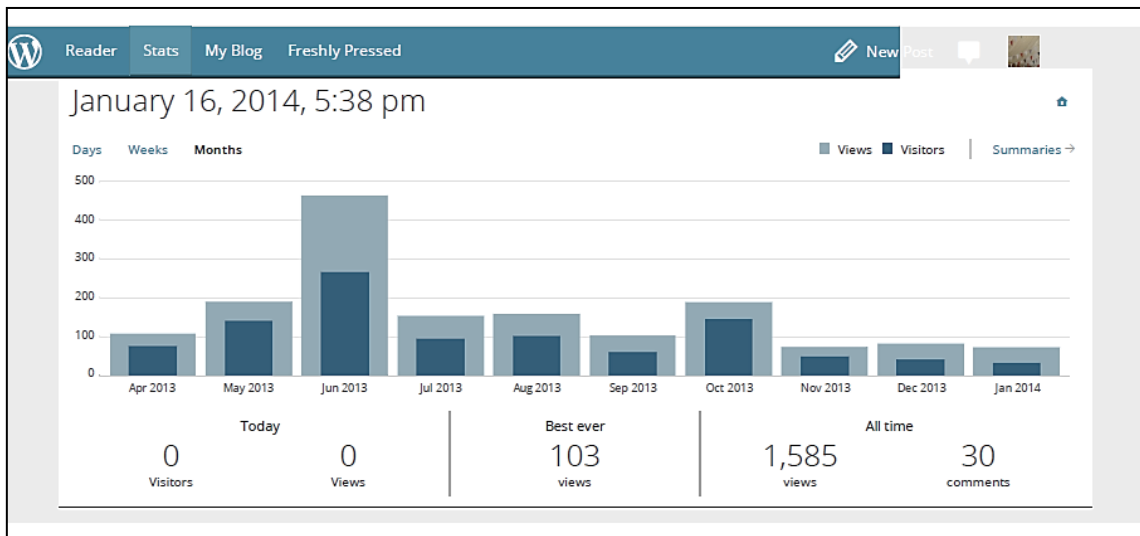 Reader Stats My Blog Freshly Pressed New Post
January 16, 2014, 5:38 pm
Days Weeks Months Views Visitors Summaries →
500
400
300
200
100
0
Apr 2013 May 2013 Jun 2013 Jul 2013 Aug 2013 Sep 2013 Oct 2013 Nov 2013 Dec 2013 Jan 2014
Today Best ever All time
0 0 103 1,585 30
Visitors Views views views comments